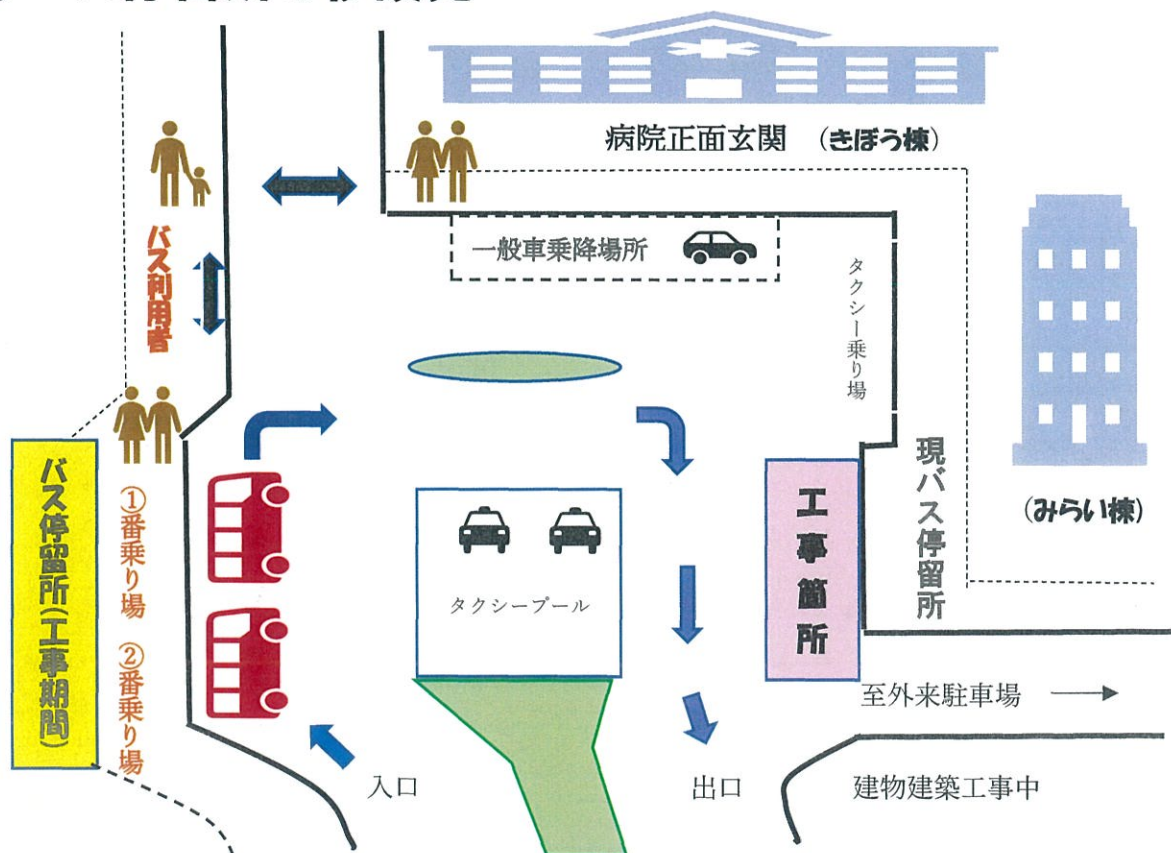 病院正面玄関 (きぼう棟)
一般車乗降場所
タクシー乗り場
バス利用者
バス停留所(工事期間)
①番乗り場 ②番乗り場
タクシープール
工事箇所
現バス停留所
(みらい棟)
至外来駐車場
入口
出口
建物建築工事中